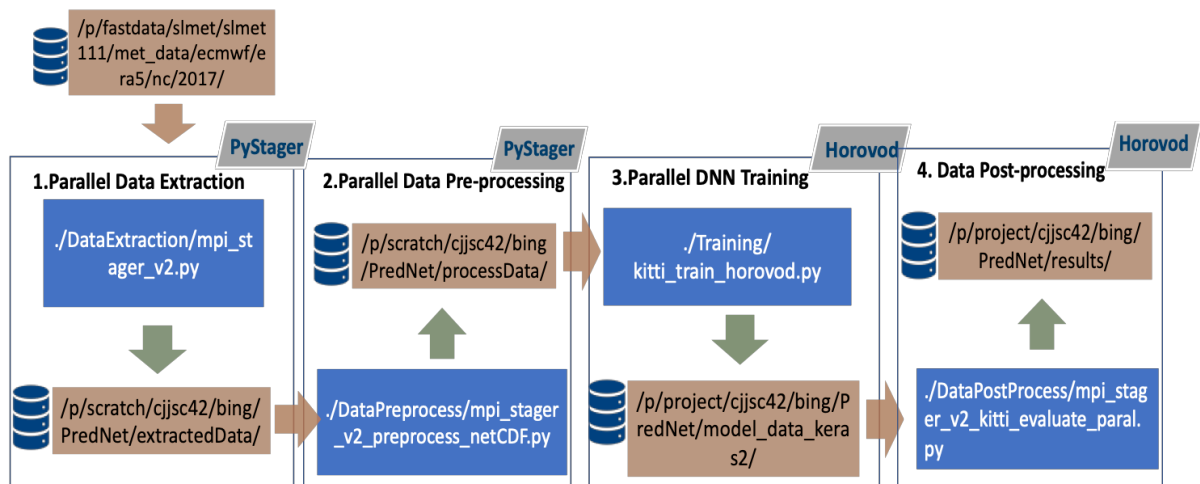 /p/fastdata/slmet/slmet
111/met_data/ecmwf/e
ra5/nc/2017/
PyStager
1.Parallel Data Extraction
./DataExtraction/mpi_st
ager_v2.py
/p/scratch/cjjsc42/bing/
PredNet/extractedData/
PyStager
2.Parallel Data Pre-processing
/p/scratch/cjjsc42/bing
/PredNet/processData/
./DataPreprocess/mpi_stager
_v2_preprocess_netCDF.py
Horovod
3.Parallel DNN Training
./Training/
kitti_train_horovod.py
/p/project/cjjsc42/bing/P
redNet/model_data_kera
s2/
Horovod
4. Data Post-processing
/p/project/cjjsc42/bing/
PredNet/results/
./DataPostProcess/mpi_stag
er_v2_kitti_evaluate_paral.
py